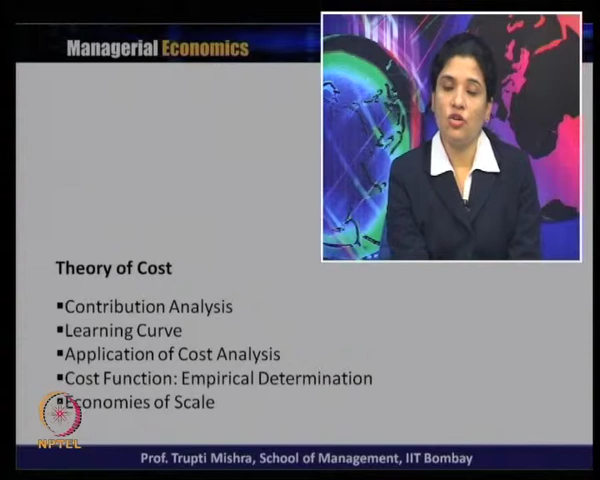 Managerial Economics
Theory of Cost
▪Contribution Analysis
▪Learning Curve
▪Application of Cost Analysis
▪Cost Function: Empirical Determination
▪Economies of Scale
NPTEL
Prof. Trupti Mishra, School of Management, IIT Bombay